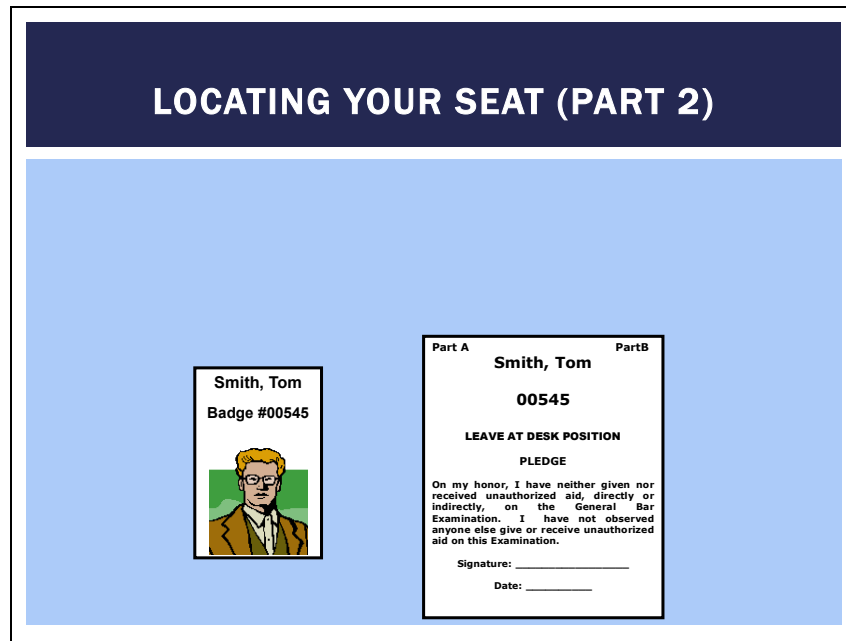 LOCATING YOUR SEAT (PART 2)
Smith, Tom
Badge #00545
Part A PartB
Smith, Tom
00545
LEAVE AT DESK POSITION
PLEDGE
On my honor, I have neither given nor
received unauthorized aid, directly or
indirectly, on the General Bar
Examination. I have not observed
anyone else give or receive unauthorized
aid on this Examination.
Signature: ___________________
Date: ___________